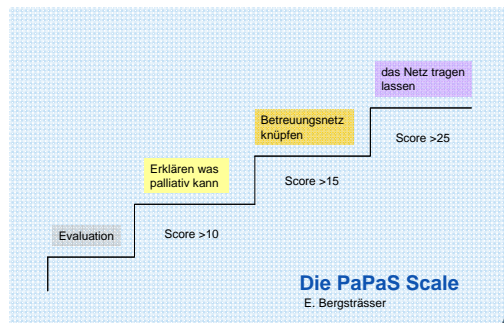 das Netz tragen
lassen
Score >25
Betreuungsnetz
knüpfen
Score >15
Erklären was
palliativ kann
Score >10
Evaluation
Die PaPaS Scale
E. Bergsträsser